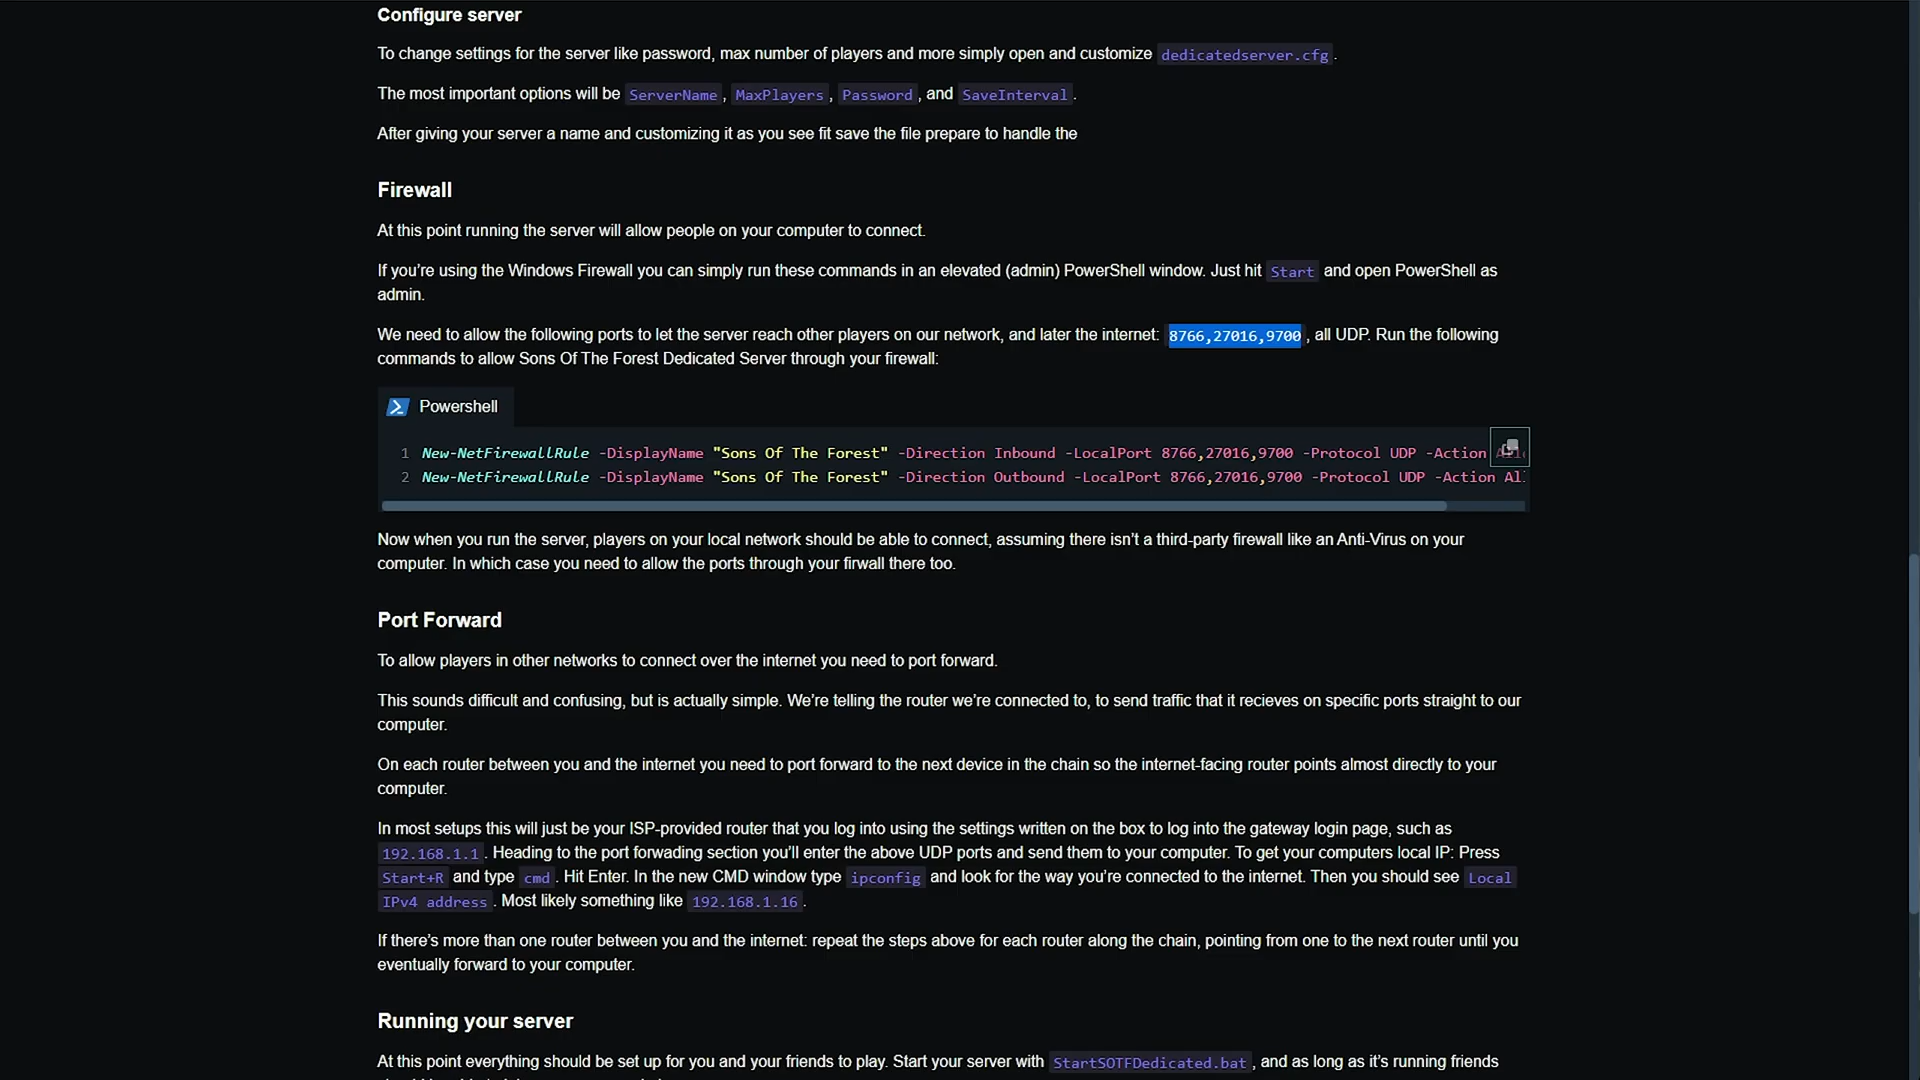 Configure server
To change settings for the server like password, max number of players and more simply open and customize dedicatedserver.cfg.
The most important options will be ServerName, MaxPlayers, Password, and SaveInterval.
After giving your server a name and customizing it as you see fit save the file prepare to handle the
Firewall
At this point running the server will allow people on your computer to connect.
If you’re using the Windows Firewall you can simply run these commands in an elevated (admin) PowerShell window. Just hit Start and open PowerShell as
admin.
We need to allow the following ports to let the server reach other players on our network, and later the internet: 8766,27016,9700, all UDP. Run the following
commands to allow Sons Of The Forest Dedicated Server through your firewall:
Powershell
1 New-NetFirewallRule -DisplayName "Sons Of The Forest" -Direction Inbound -LocalPort 8766,27016,9700 -Protocol UDP -Action
2 New-NetFirewallRule -DisplayName "Sons Of The Forest" -Direction Outbound -LocalPort 8766,27016,9700 -Protocol UDP -Action Al
Now when you run the server, players on your local network should be able to connect, assuming there isn’t a third-party firewall like an Anti-Virus on your
computer. In which case you need to allow the ports through your firwall there too.
Port Forward
To allow players in other networks to connect over the internet you need to port forward.
This sounds difficult and confusing, but is actually simple. We’re telling the router we’re connected to, to send traffic that it recieves on specific ports straight to our
computer.
On each router between you and the internet you need to port forward to the next device in the chain so the internet-facing router points almost directly to your
computer.
In most setups this will just be your ISP-provided router that you log into using the settings written on the box to log into the gateway login page, such as
192.168.1.1. Heading to the port forwading section you’ll enter the above UDP ports and send them to your computer. To get your computers local IP: Press
Start+R and type cmd. Hit Enter. In the new CMD window type ipconfig and look for the way you’re connected to the internet. Then you should see Local
IPv4 address. Most likely something like 192.168.1.16.
If there’s more than one router between you and the internet: repeat the steps above for each router along the chain, pointing from one to the next router until you
eventually forward to your computer.
Running your server
At this point everything should be set up for you and your friends to play. Start your server with StartSOTFDedicated.bat, and as long as it’s running friends